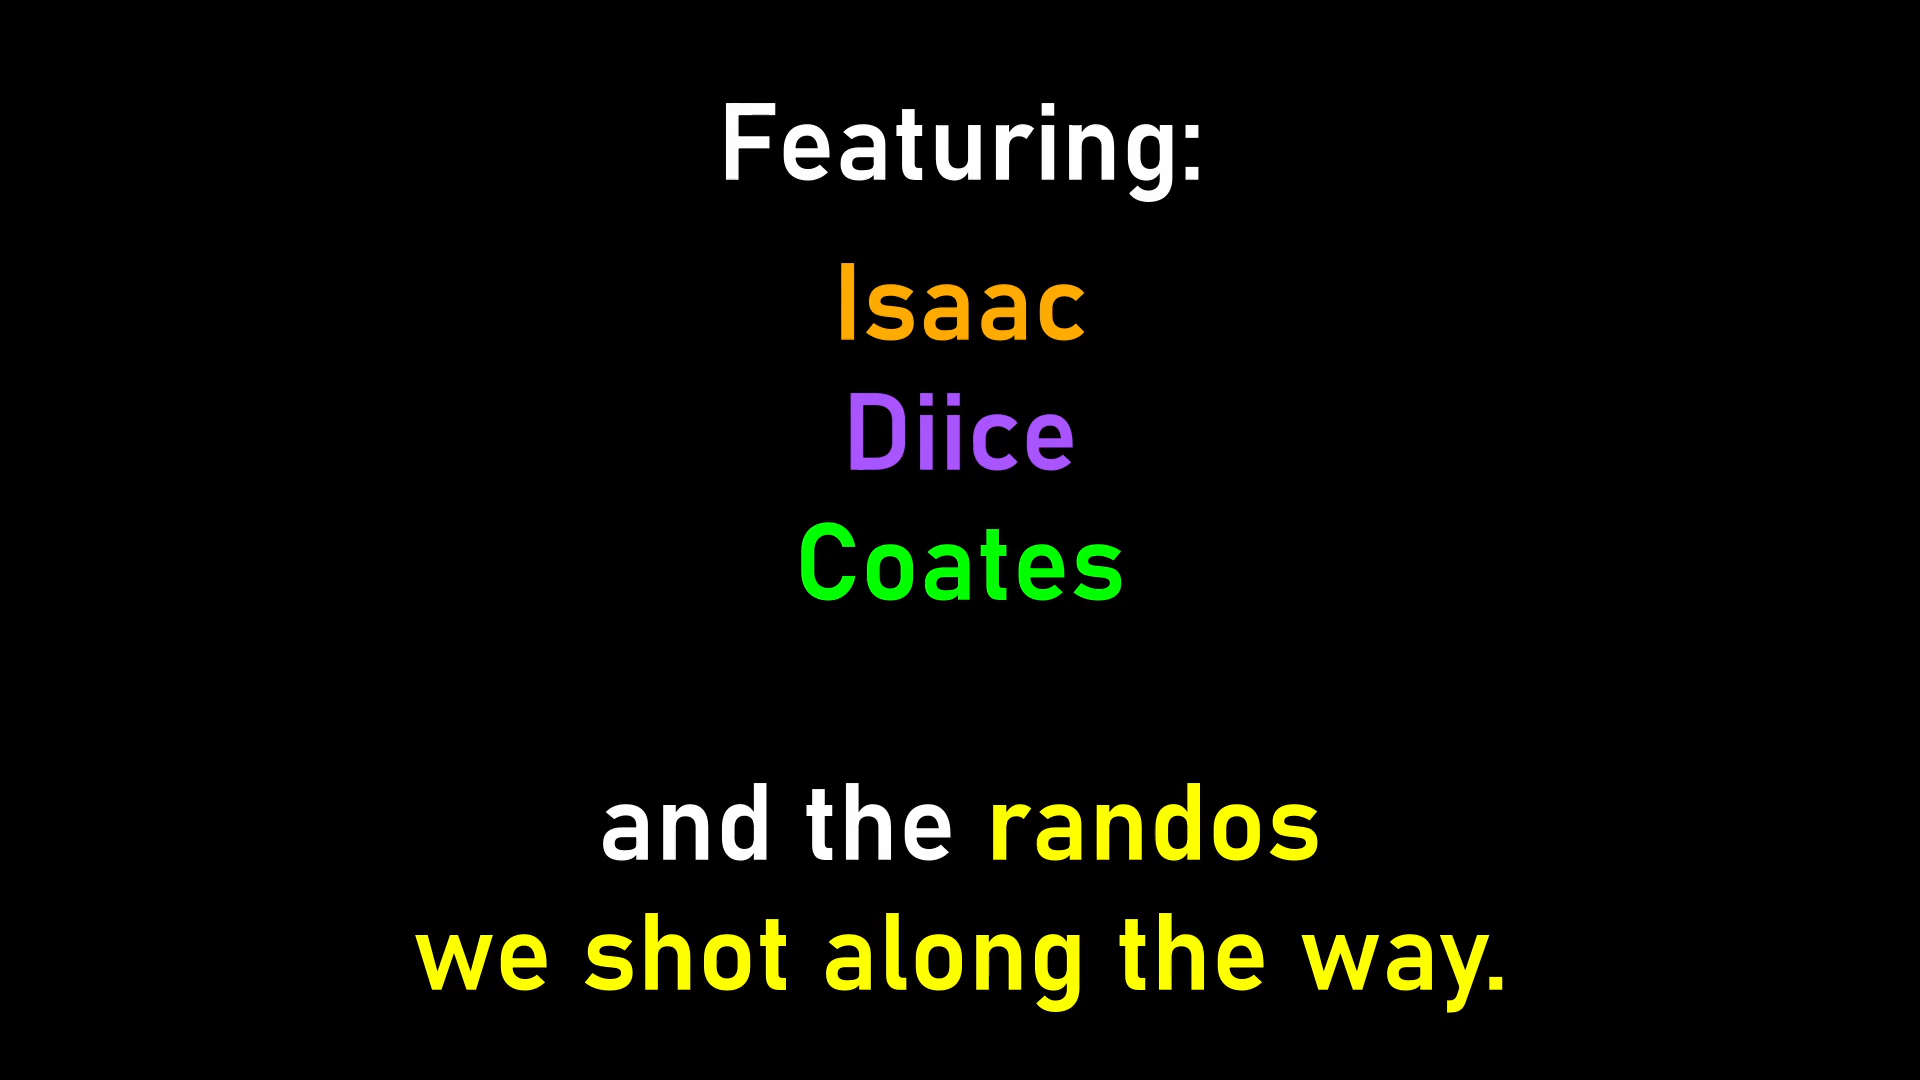 Featuring:
Isaac
Diice
Coates
and the randos
we shot along the way.